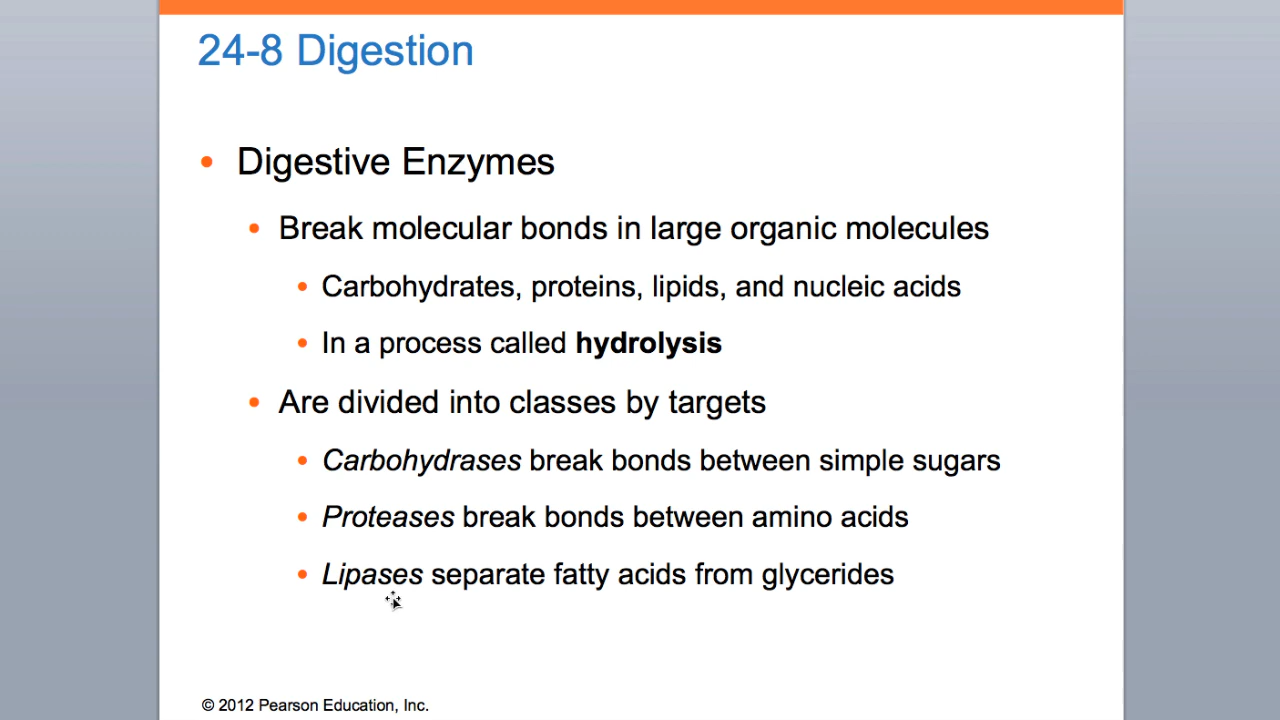 24-8 Digestion
• Digestive Enzymes
• Break molecular bonds in large organic molecules
• Carbohydrates, proteins, lipids, and nucleic acids
• In a process called hydrolysis
• Are divided into classes by targets
• Carbohydrases break bonds between simple sugars
• Proteases break bonds between amino acids
• Lipases separate fatty acids from glycerides
© 2012 Pearson Education, Inc.